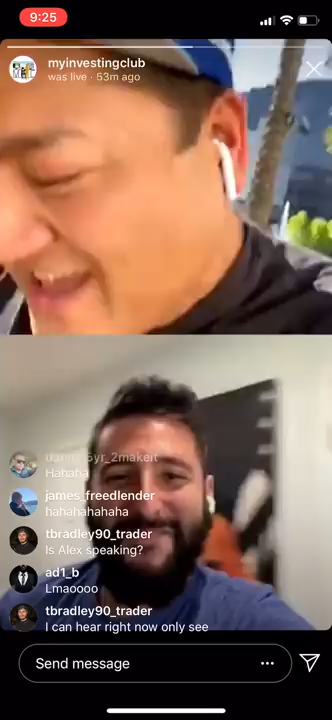 9:25
myinvestingclub
was live · 53m ago
Hahaha
james_freedlender
hahahahahaha
tbradley90_trader
Is Alex speaking?
ad1_b
Lmaoooo
tbradley90_trader
I can hear right now only see
Send message